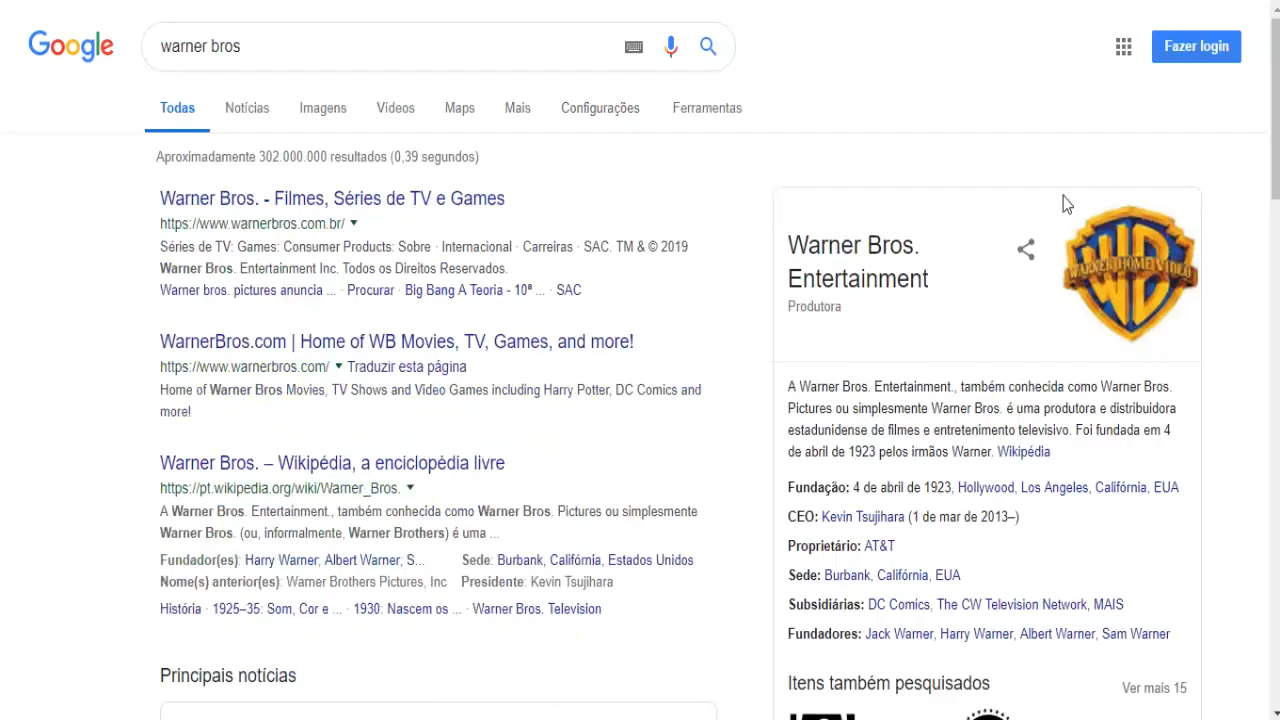 Google
warner bros
Fazer login
Todas Notícias Imagens Vídeos Maps Mais Configurações Ferramentas
Aproximadamente 302.000.000 resultados (0,39 segundos)
Warner Bros. - Filmes, Séries de TV e Games
https://www.warnerbros.com.br/
Séries de TV: Games: Consumer Products: Sobre · Internacional · Carreiras · SAC. TM & © 2019
Warner Bros. Entertainment Inc. Todos os Direitos Reservados.
Warner bros. pictures anuncia ... · Procurar · Big Bang A Teoria - 10ª ... · SAC
WarnerBros.com | Home of WB Movies, TV, Games, and more!
https://www.warnerbros.com/ Traduzir esta página
Home of Warner Bros Movies, TV Shows and Video Games including Harry Potter, DC Comics and
more!
Warner Bros. – Wikipédia, a enciclopédia livre
https://pt.wikipedia.org/wiki/Warner_Bros.
A Warner Bros. Entertainment., também conhecida como Warner Bros. Pictures ou simplesmente
Warner Bros. (ou, informalmente, Warner Brothers) é uma ...
Fundador(es): Harry Warner; Albert Warner; S... Sede: Burbank, Califórnia, Estados Unidos
Nome(s) anterior(es): Warner Brothers Pictures, Inc Presidente: Kevin Tsujihara
História · 1925–35: Som, Cor e ... · 1930: Nascem os ... · Warner Bros. Television
Principais notícias
Warner Bros.
Entertainment
Produtora
WB
WARNER HOME VIDEO
A Warner Bros. Entertainment., também conhecida como Warner Bros.
Pictures ou simplesmente Warner Bros. é uma produtora e distribuidora
estadunidense de filmes e entretenimento televisivo. Foi fundada em 4
de abril de 1923 pelos irmãos Warner. Wikipédia
Fundação: 4 de abril de 1923, Hollywood, Los Angeles, Califórnia, EUA
CEO: Kevin Tsujihara (1 de mar de 2013–)
Proprietário: AT&T
Sede: Burbank, Califórnia, EUA
Subsidiárias: DC Comics, The CW Television Network, MAIS
Fundadores: Jack Warner, Harry Warner, Albert Warner, Sam Warner
Itens também pesquisados Ver mais 15